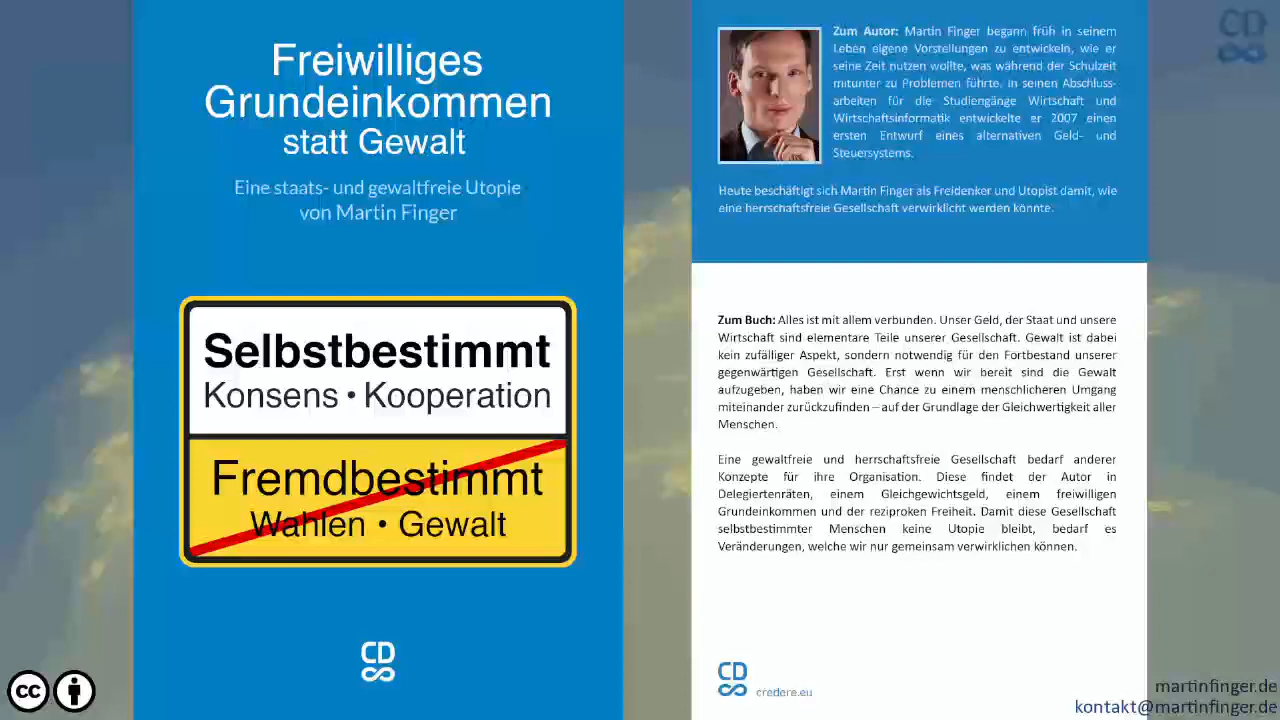 Freiwilliges
Grundeinkommen
statt Gewalt
Eine staats- und gewaltfreie Utopie
von Martin Finger
Selbstbestimmt
Konsens • Kooperation
Fremdbestimmt
Wahlen • Gewalt
CD
cc
Zum Autor: Martin Finger begann früh in seinem
Leben eigene Vorstellungen zu entwickeln, wie er
seine Zeit nutzen wollte, was während der Schulzeit
mitunter zu Problemen führte. In seinen Abschluss-
arbeiten für die Studiengänge Wirtschaft und
Wirtschaftsinformatik entwickelte er 2007 einen
ersten Entwurf eines alternativen Geld- und
Steuersystems.
Heute beschäftigt sich Martin Finger als Freidenker und Utopist damit, wie
eine herrschaftsfreie Gesellschaft verwirklicht werden könnte.
Zum Buch: Alles ist mit allem verbunden. Unser Geld, der Staat und unsere
Wirtschaft sind elementare Teile unserer Gesellschaft. Gewalt ist dabei
kein zufälliger Aspekt, sondern notwendig für den Fortbestand unserer
gegenwärtigen Gesellschaft. Erst wenn wir bereit sind die Gewalt
aufzugeben, haben wir eine Chance zu einem menschlicheren Umgang
miteinander zurückzufinden – auf der Grundlage der Gleichwertigkeit aller
Menschen.
Eine gewaltfreie und herrschaftsfreie Gesellschaft bedarf anderer
Konzepte für ihre Organisation. Diese findet der Autor in
Delegiertenräten, einem Gleichgewichtsgeld, einem freiwilligen
Grundeinkommen und der reziproken Freiheit. Damit diese Gesellschaft
selbstbestimmter Menschen keine Utopie bleibt, bedarf es
Veränderungen, welche wir nur gemeinsam verwirklichen können.
CD
credere.eu
CD
martinfinger.de
kontakt@martinfinger.de